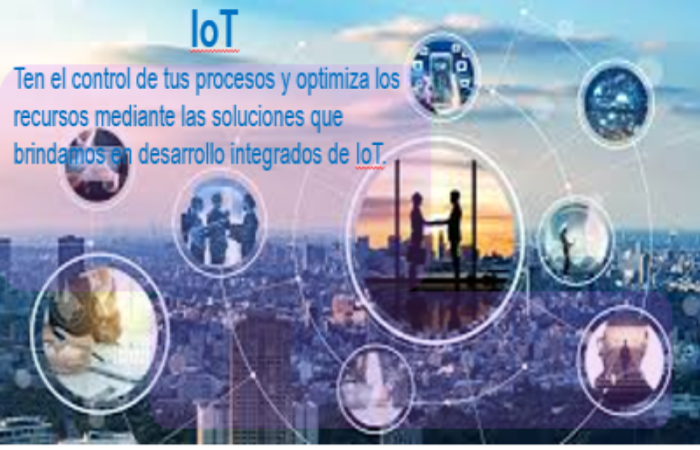 IoT
Ten el control de tus procesos y optimiza los
recursos mediante las soluciones que
brindamos en desarrollo integrados de IoT.